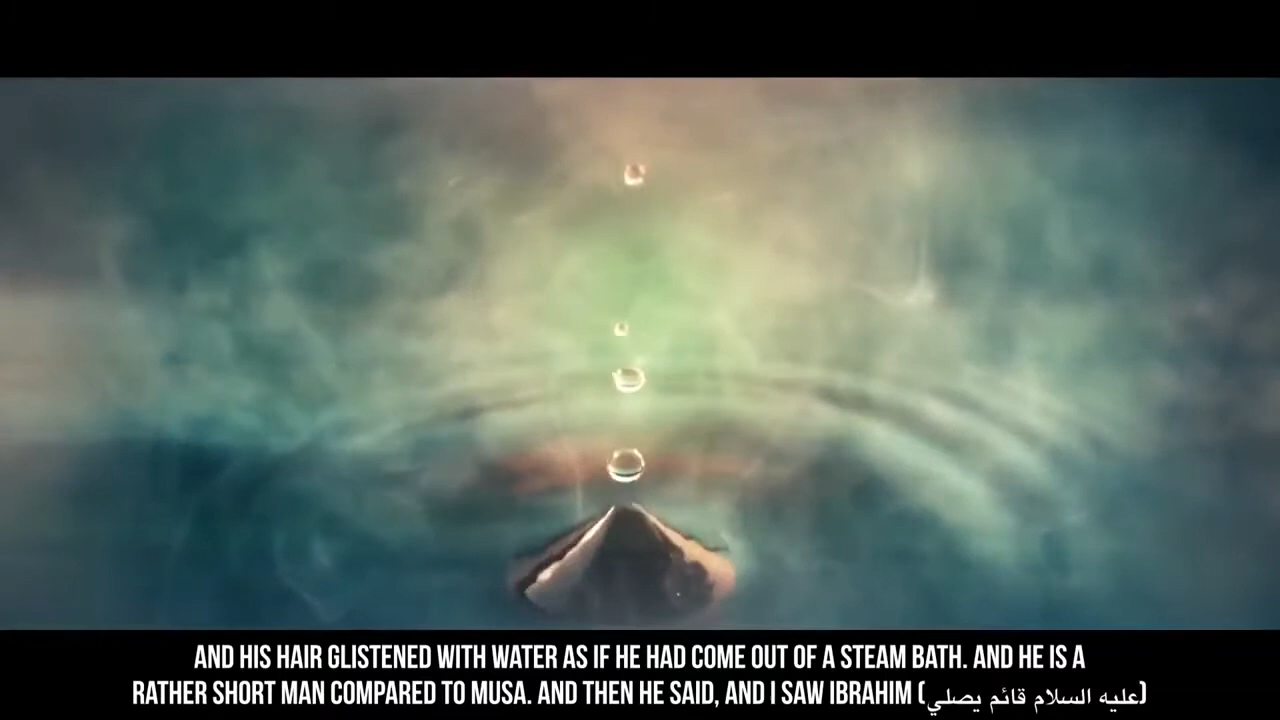 AND HIS HAIR GLISTENED WITH WATER AS IF HE HAD COME OUT OF A STEAM BATH. AND HE IS A
RATHER SHORT MAN COMPARED TO MUSA. AND THEN HE SAID, AND I SAW IBRAHIM (عليه السلام قائم يصلي)